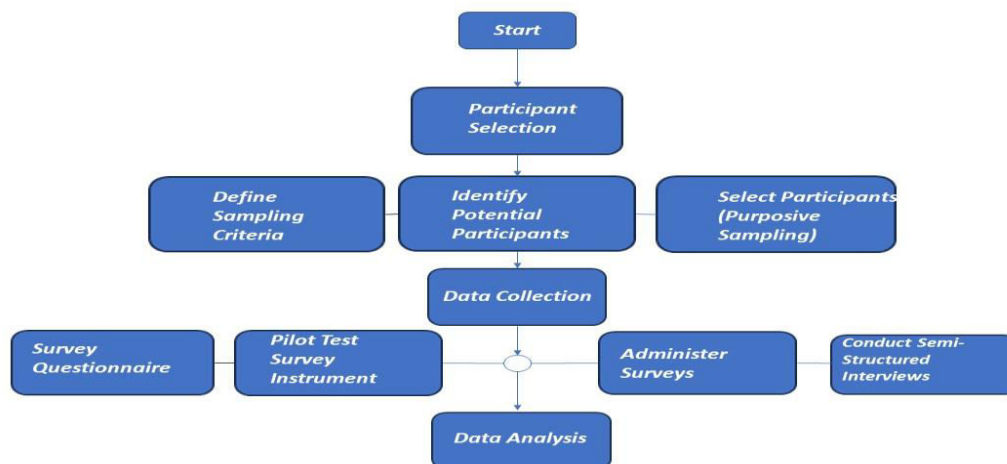 Start
Participant
Selection
Define
Sampling
Criteria
Identify
Potential
Participants
Select Participants
(Purposive
Sampling)
Data Collection
Survey
Questionnaire
Pilot Test
Survey
Instrument
Administer
Surveys
Conduct Semi-
Structured
Interviews
Data Analysis